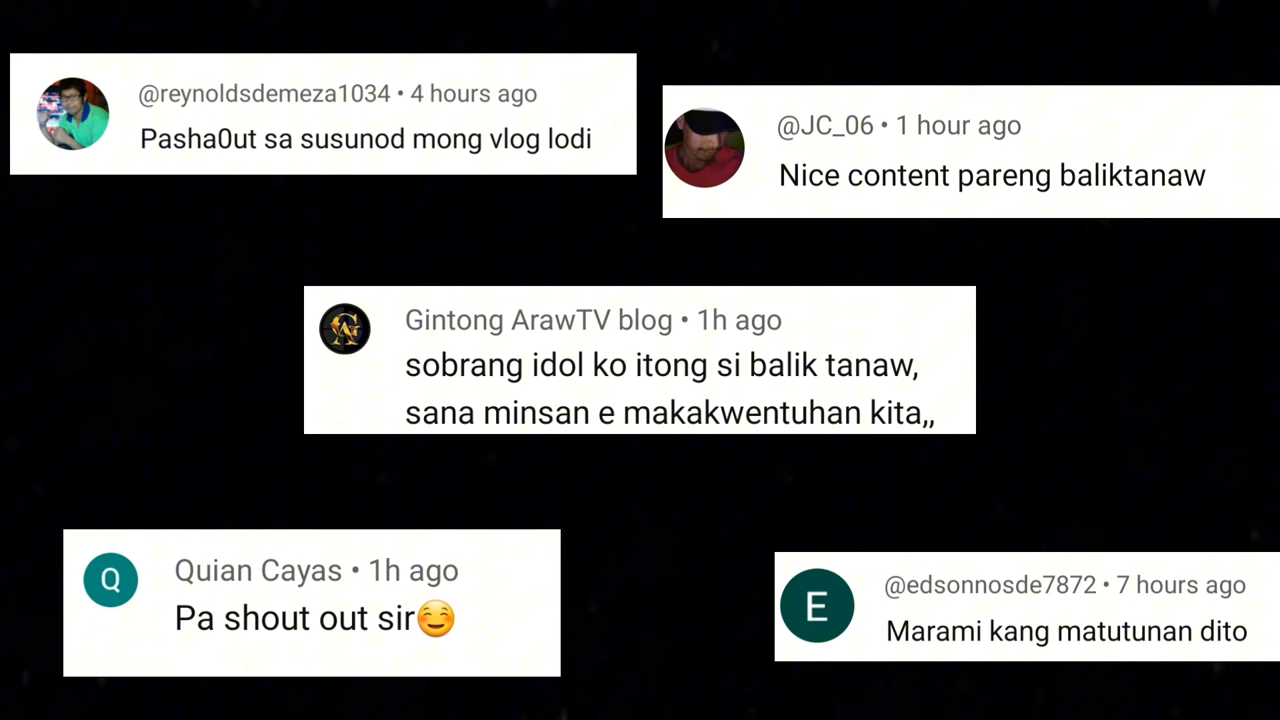 @reynoldsdemeza1034 • 4 hours ago
Pasha0ut sa susunod mong vlog lodi
@JC_06 • 1 hour ago
Nice content pareng baliktanaw
Gintong ArawTV blog • 1h ago
sobrang idol ko itong si balik tanaw,
sana minsan e makakwentuhan kita,,
Q
Quian Cayas • 1h ago
Pa shout out sir😊
E
@edsonnosde7872 • 7 hours ago
Marami kang matutunan dito